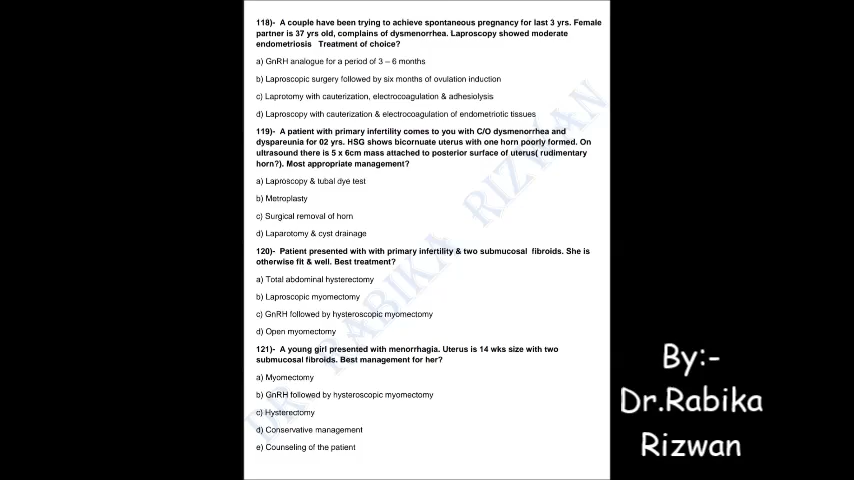 118)- A couple have been trying to achieve spontaneous pregnancy for last 3 yrs. Female
partner is 37 yrs old, complains of dysmenorrhea. Laproscopy showed moderate
endometriosis Treatment of choice?
a) GnRH analogue for a period of 3 – 6 months
b) Laproscopic surgery followed by six months of ovulation induction
c) Laprotomy with cauterization, electrocoagulation & adhesiolysis
d) Laproscopy with cauterization & electrocoagulation of endometriotic tissues
119)- A patient with primary infertility comes to you with C/O dysmenorrhea and
dyspareunia for 02 yrs. HSG shows bicornuate uterus with one horn poorly formed. On
ultrasound there is 5 x 6cm mass attached to posterior surface of uterus( rudimentary
horn?). Most appropriate management?
a) Laproscopy & tubal dye test
b) Metroplasty
c) Surgical removal of horn
d) Laparotomy & cyst drainage
120)- Patient presented with with primary infertility & two submucosal fibroids. She is
otherwise fit & well. Best treatment?
a) Total abdominal hysterectomy
b) Laproscopic myomectomy
c) GnRH followed by hysteroscopic myomectomy
d) Open myomectomy
121)- A young girl presented with menorrhagia. Uterus is 14 wks size with two
submucosal fibroids. Best management for her?
a) Myomectomy
b) GnRH followed by hysteroscopic myomectomy
c) Hysterectomy
d) Conservative management
e) Counseling of the patient
DR RABIKA RIZWAN
By:-
Dr.Rabika
Rizwan